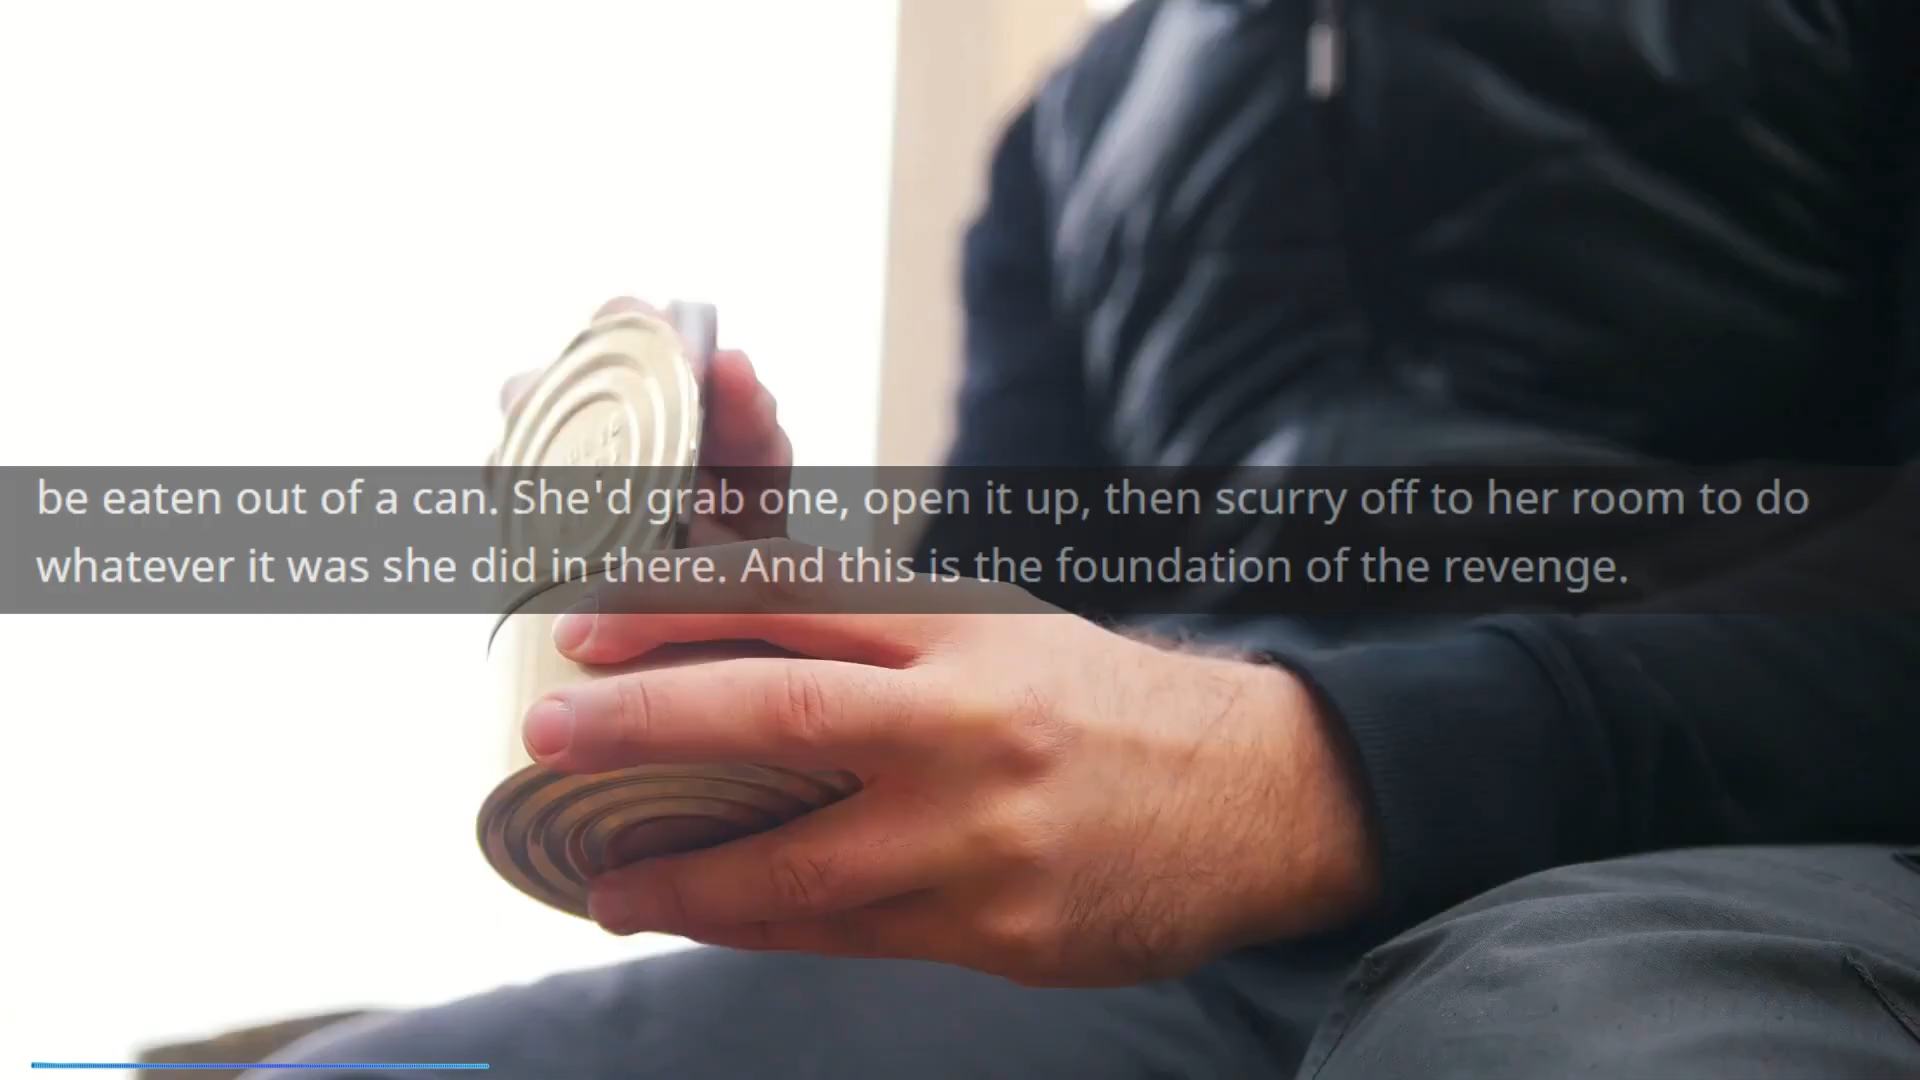 be eaten out of a can. She'd grab one, open it up, then scurry off to her room to do
whatever it was she did in there. And this is the foundation of the revenge.